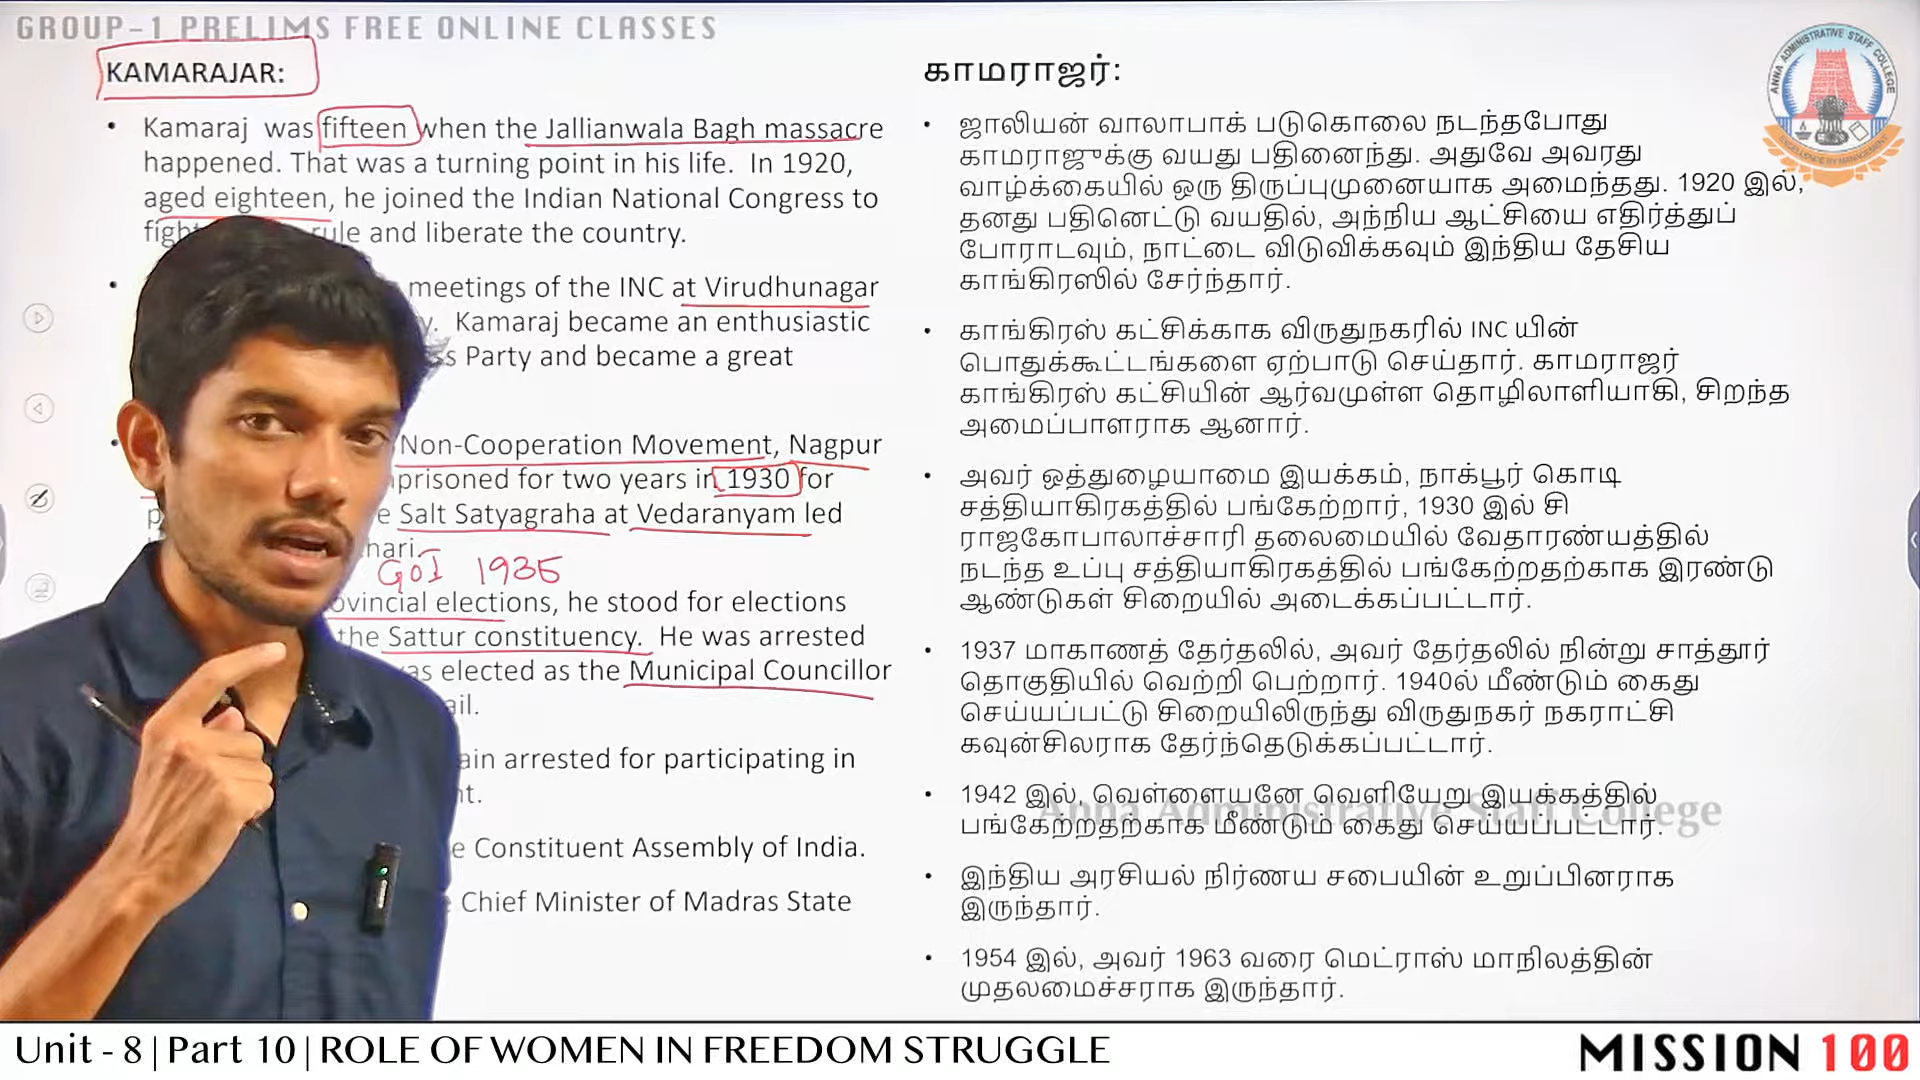 GROUP-1 PRELIMS FREE ONLINE CLASSES
ANNA ADMINISTRATIVE STAFF COLLEGE
EXCELLENCE BY MANAGEMENT
KAMARAJAR:
• Kamaraj was fifteen when the Jallianwala Bagh massacre
happened. That was a turning point in his life. In 1920,
aged eighteen, he joined the Indian National Congress to
rule and liberate the country.
meetings of the INC at Virudhunagar
Kamaraj became an enthusiastic
Party and became a great
Non-Cooperation Movement, Nagpur
for two years in 1930 for
Salt Satyagraha at Vedaranyam led
GoI 1935
elections, he stood for elections
the Sattur constituency. He was arrested
elected as the Municipal Councillor
arrested for participating in
Constituent Assembly of India.
Chief Minister of Madras State
காமராஜர்:
• ஜாலியன் வாலாபாக் படுகொலை நடந்தபோது
காமராஜுக்கு வயது பதினைந்து. அதுவே அவரது
வாழ்க்கையில் ஒரு திருப்புமுனையாக அமைந்தது. 1920 இல்,
தனது பதினெட்டு வயதில், அந்நிய ஆட்சியை எதிர்த்துப்
போராடவும், நாட்டை விடுவிக்கவும் இந்திய தேசிய
காங்கிரஸில் சேர்ந்தார்.
• காங்கிரஸ் கட்சிக்காக விருதுநகரில் INC யின்
பொதுக்கூட்டங்களை ஏற்பாடு செய்தார். காமராஜர்
காங்கிரஸ் கட்சியின் ஆர்வமுள்ள தொழிலாளியாகி, சிறந்த
அமைப்பாளராக ஆனார்.
• அவர் ஒத்துழையாமை இயக்கம், நாக்பூர் கொடி
சத்தியாகிரகத்தில் பங்கேற்றார், 1930 இல் சி
ராஜகோபாலாச்சாரி தலைமையில் வேதாரண்யத்தில்
நடந்த உப்பு சத்தியாகிரகத்தில் பங்கேற்றதற்காக இரண்டு
ஆண்டுகள் சிறையில் அடைக்கப்பட்டார்.
• 1937 மாகாணத் தேர்தலில், அவர் தேர்தலில் நின்று சாத்தூர்
தொகுதியில் வெற்றி பெற்றார். 1940ல் மீண்டும் கைது
செய்யப்பட்டு சிறையிலிருந்து விருதுநகர் நகராட்சி
கவுன்சிலராக தேர்ந்தெடுக்கப்பட்டார்.
• 1942 இல், வெள்ளையனே வெளியேறு இயக்கத்தில்
பங்கேற்றதற்காக மீண்டும் கைது செய்யப்பட்டார்.
Anna Administrative Staff College
• இந்திய அரசியல் நிர்ணய சபையின் உறுப்பினராக
இருந்தார்.
• 1954 இல், அவர் 1963 வரை மெட்ராஸ் மாநிலத்தின்
முதலமைச்சராக இருந்தார்.
Unit - 8 | Part 10 | ROLE OF WOMEN IN FREEDOM STRUGGLE
MISSION 100